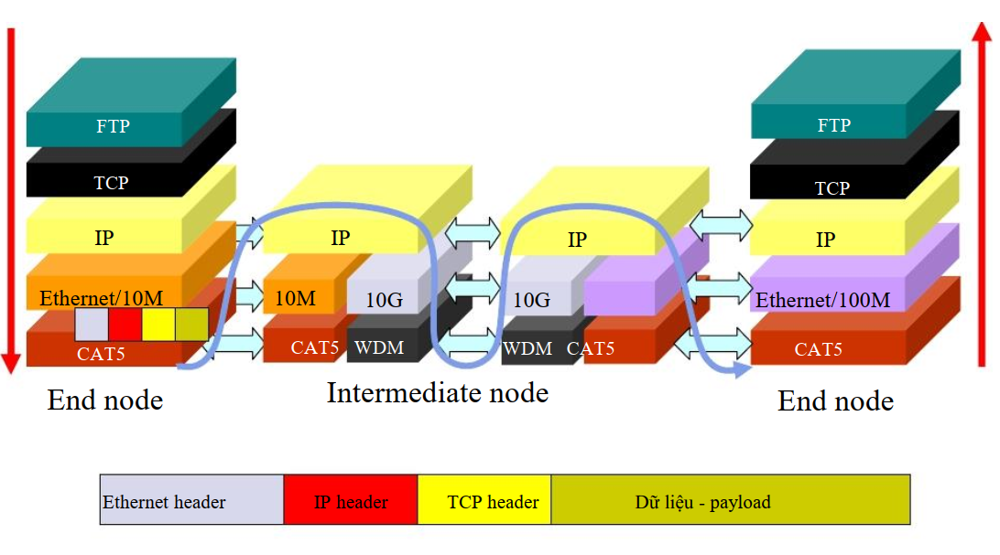 FTP
TCP
IP
Ethernet/10M
CAT5
End node
IP
10M
10G
CAT5
WDM
IP
10G
WDM
CAT5
Intermediate node
FTP
TCP
IP
Ethernet/100M
CAT5
End node
Ethernet header
IP header
TCP header
Dữ liệu - payload